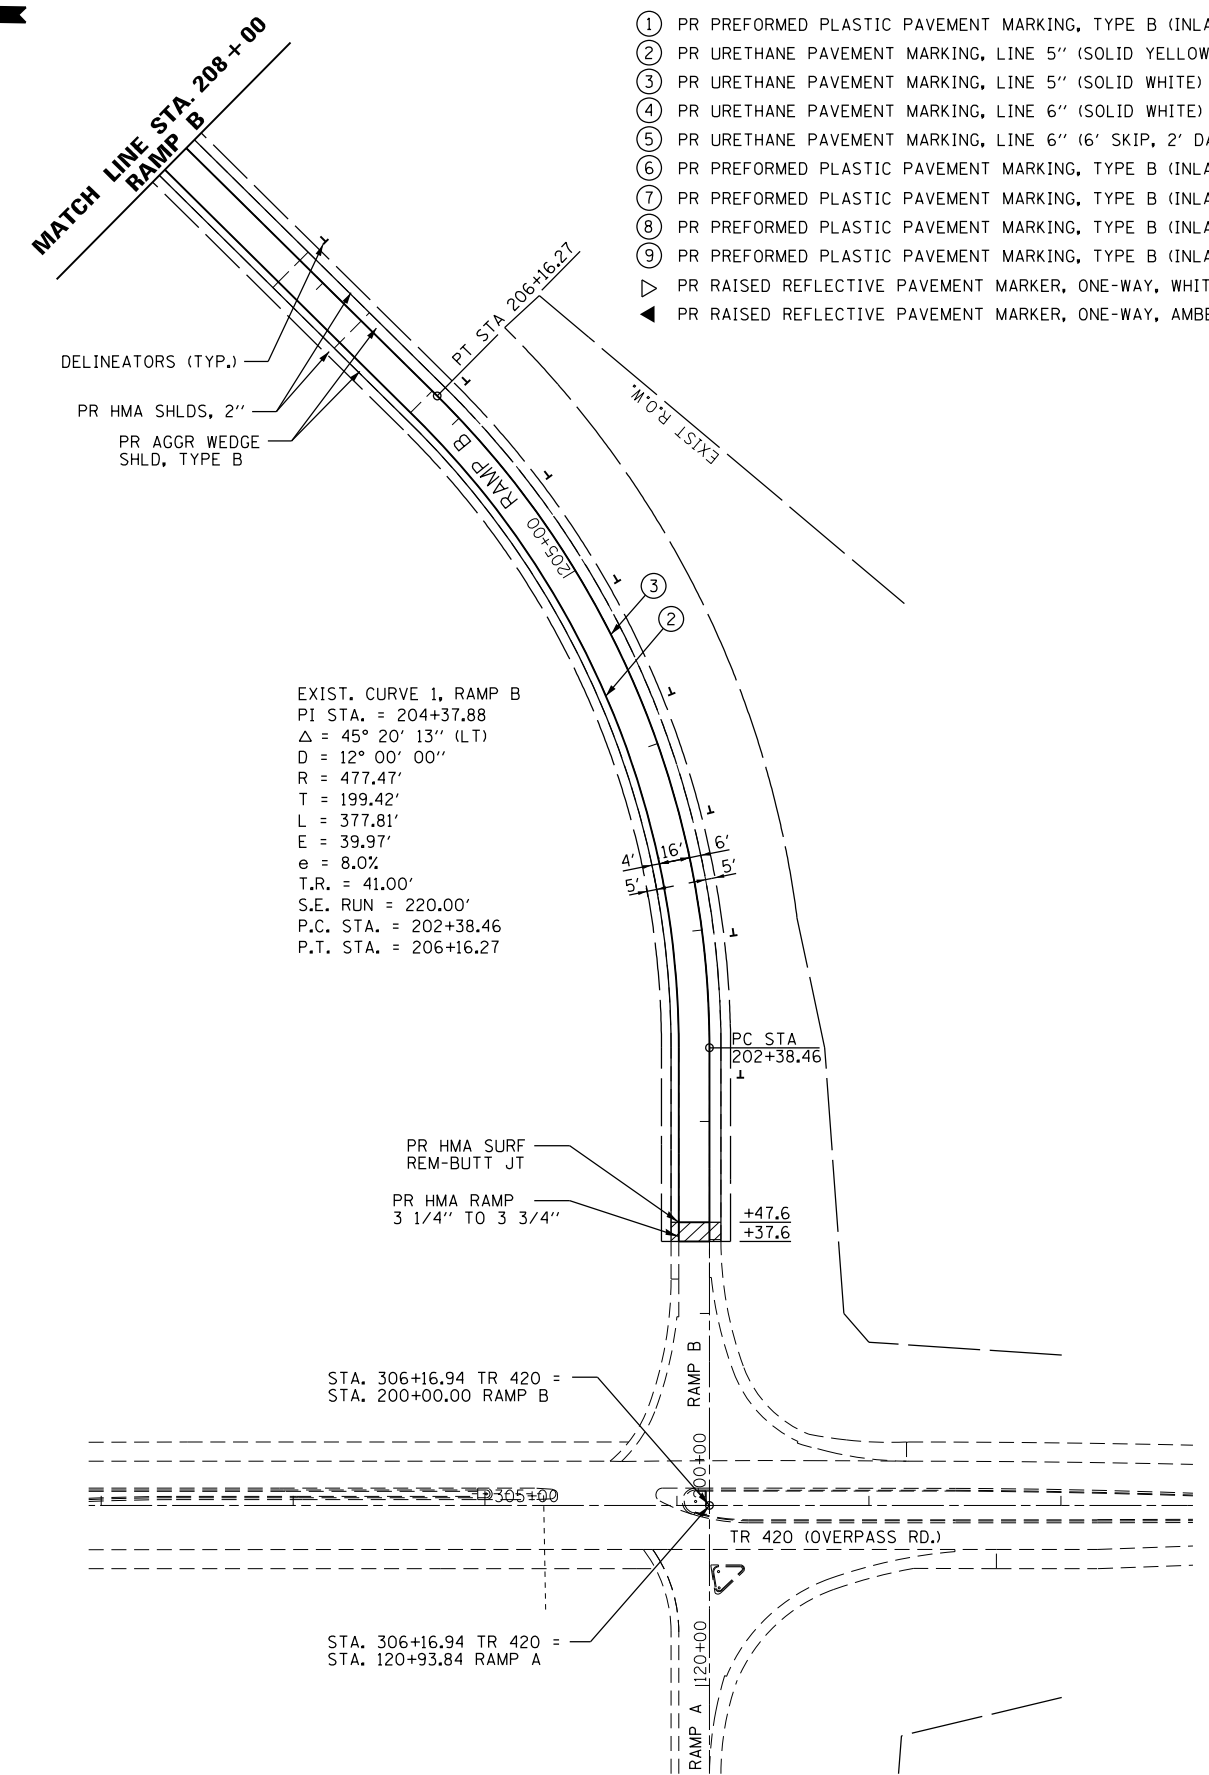 1 PR PREFORMED PLASTIC PAVEMENT MARKING, TYPE B (INLA
2 PR URETHANE PAVEMENT MARKING, LINE 5'' (SOLID YELLOW
3 PR URETHANE PAVEMENT MARKING, LINE 5'' (SOLID WHITE)
4 PR URETHANE PAVEMENT MARKING, LINE 6'' (SOLID WHITE)
5 PR URETHANE PAVEMENT MARKING, LINE 6'' (6' SKIP, 2' DA
6 PR PREFORMED PLASTIC PAVEMENT MARKING, TYPE B (INLA
7 PR PREFORMED PLASTIC PAVEMENT MARKING, TYPE B (INLA
8 PR PREFORMED PLASTIC PAVEMENT MARKING, TYPE B (INLA
9 PR PREFORMED PLASTIC PAVEMENT MARKING, TYPE B (INLA
PR RAISED REFLECTIVE PAVEMENT MARKER, ONE-WAY, WHIT
PR RAISED REFLECTIVE PAVEMENT MARKER, ONE-WAY, AMBE
MATCH LINE STA. 208+00
RAMP B
PT STA 206+16.27
DELINEATORS (TYP.)
PR HMA SHLDS, 2''
PR AGGR WEDGE
SHLD, TYPE B
EXIST R.O.W.
RAMP B
205+00
3
2
EXIST. CURVE 1, RAMP B
PI STA. = 204+37.88
△ = 45° 20' 13'' (LT)
D = 12° 00' 00''
R = 477.47'
T = 199.42'
L = 377.81'
E = 39.97'
e = 8.0%
T.R. = 41.00'
S.E. RUN = 220.00'
P.C. STA. = 202+38.46
P.T. STA. = 206+16.27
4' 16' 6'
5' 5'
PC STA
202+38.46
PR HMA SURF
REM-BUTT JT
PR HMA RAMP
3 1/4'' TO 3 3/4''
+47.6
+37.6
RAMP B
STA. 306+16.94 TR 420 =
STA. 200+00.00 RAMP B
200+00
305+00
TR 420 (OVERPASS RD.)
STA. 306+16.94 TR 420 =
STA. 120+93.84 RAMP A
120+00
RAMP A